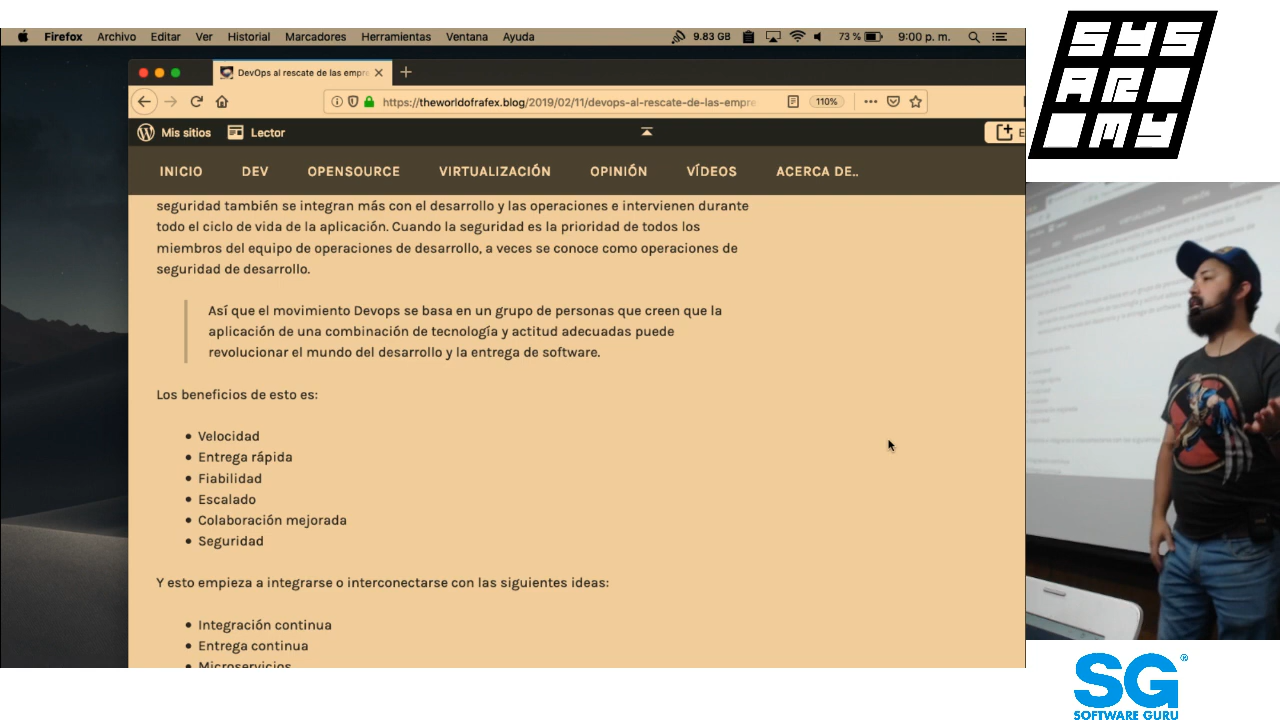 Firefox Archivo Editar Ver Historial Marcadores Herramientas Ventana Ayuda 9.83 GB 73 % 9:00 p. m.
DevOps al rescate de las empr
https://theworldofrafex.blog/2019/02/11/devops-al-rescate-de-las-empre 110%
Mis sitios Lector E
INICIO DEV OPENSOURCE VIRTUALIZACIÓN OPINIÓN VÍDEOS ACERCA DE..
seguridad también se integran más con el desarrollo y las operaciones e intervienen durante
todo el ciclo de vida de la aplicación. Cuando la seguridad es la prioridad de todos los
miembros del equipo de operaciones de desarrollo, a veces se conoce como operaciones de
seguridad de desarrollo.
Así que el movimiento Devops se basa en un grupo de personas que creen que la
aplicación de una combinación de tecnología y actitud adecuadas puede
revolucionar el mundo del desarrollo y la entrega de software.
Los beneficios de esto es:
• Velocidad
• Entrega rápida
• Fiabilidad
• Escalado
• Colaboración mejorada
• Seguridad
Y esto empieza a integrarse o interconectarse con las siguientes ideas:
• Integración continua
• Entrega continua
• Microservicios
SYS
AR
MY
SG®
SOFTWARE GURU